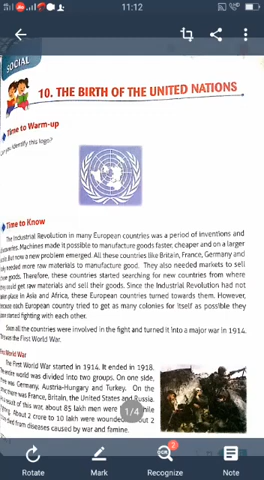 11:12
SOCIAL
10. THE BIRTH OF THE UNITED NATIONS
Time to Warm-up
Can you identify this logo?
Time to Know
The Industrial Revolution in many European countries was a period of inventions and
discoveries. Machines made it possible to manufacture goods faster, cheaper and on a larger
scale. But now a new problem emerged. All these countries like Britain, France, Germany and
Italy needed more raw materials to manufacture good. They also needed markets to sell
these goods. Therefore, these countries started searching for new countries from where
they could get raw materials and sell their goods. Since the Industrial Revolution had not
taken place in Asia and Africa, these European countries turned towards them. However,
because each European country tried to get as many colonies for itself as possible they
started fighting with each other.
Soon all the countries were involved in the fight and turned it into a major war in 1914.
was the First World War.
World War
The First World War started in 1914. It ended in 1918.
The entire world was divided into two groups. On one side,
there was Germany, Austria-Hungary and Turkey. On the
there was France, Britain, the United States and Russia.
a result of this war, about 85 lakh men were while
About 2 crore to 10 lakh were wounded. 2
died from diseases caused by war and famine.
1/4
2
Rotate
Mark
Recognize
Note